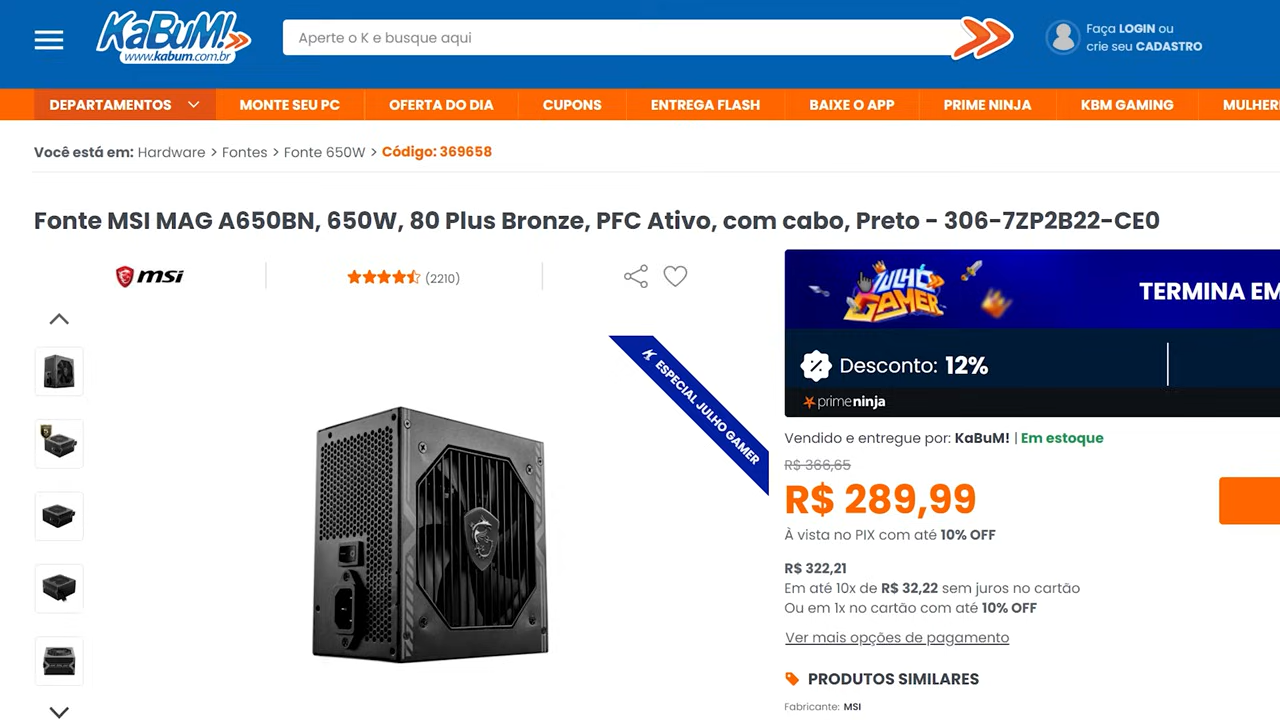 KaBuM!
www.kabum.com.br
Aperte o K e busque aqui
Faça LOGIN ou
crie seu CADASTRO
DEPARTAMENTOS MONTE SEU PC OFERTA DO DIA CUPONS ENTREGA FLASH BAIXE O APP PRIME NINJA KBM GAMING MULHER
Você está em: Hardware > Fontes > Fonte 650W > Código: 369658
Fonte MSI MAG A650BN, 650W, 80 Plus Bronze, PFC Ativo, com cabo, Preto - 306-7ZP2B22-CE0
msi
(2210)
JULHO
GAMER
TERMINA EM
ESPECIAL JULHO GAMER
Desconto: 12%
primeninja
Vendido e entregue por: KaBuM! | Em estoque
R$ 366,65
R$ 289,99
À vista no PIX com até 10% OFF
R$ 322,21
Em até 10x de R$ 32,22 sem juros no cartão
Ou em 1x no cartão com até 10% OFF
Ver mais opções de pagamento
PRODUTOS SIMILARES
Fabricante: MSI